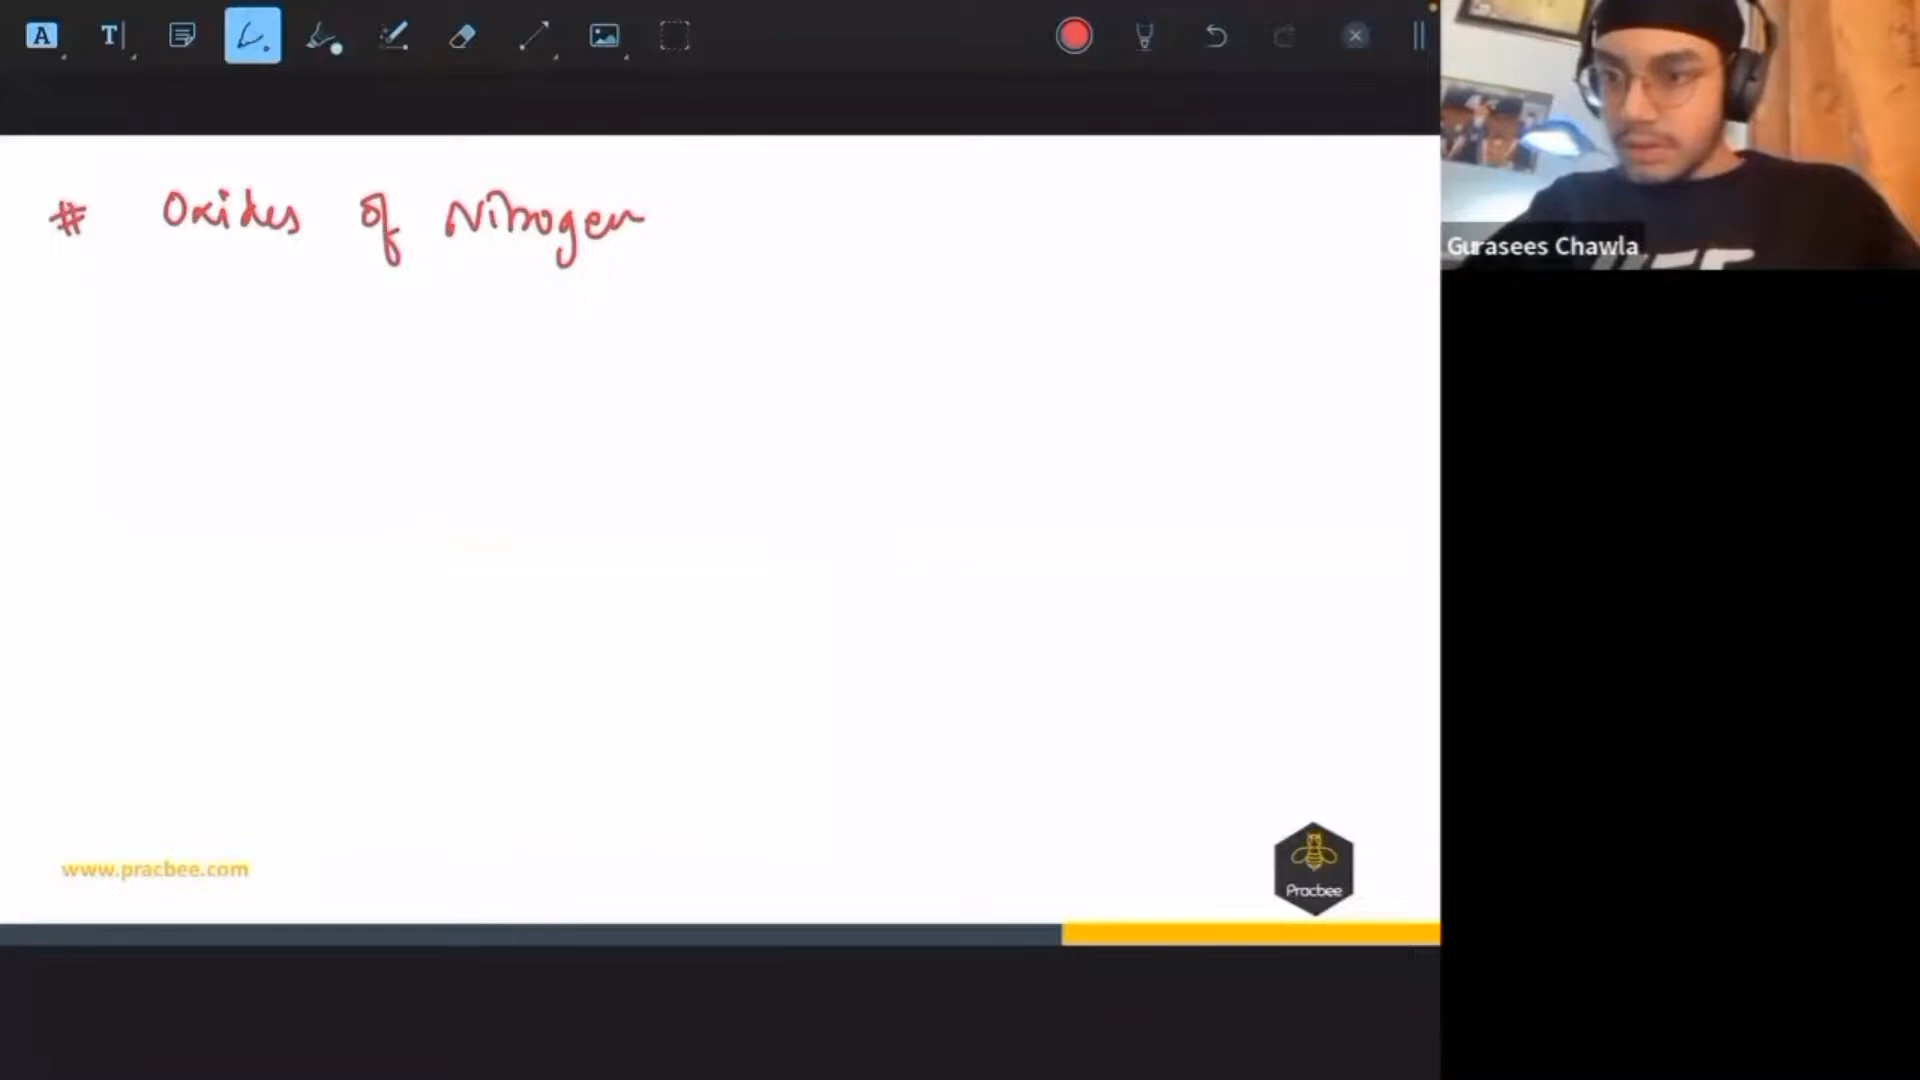 A T
# Oxides of Nitrogen
Gurasees Chawla
www.pracbee.com
Pracbee